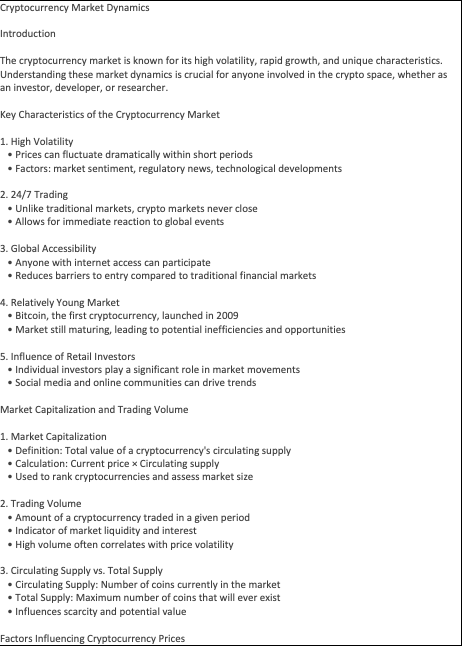 Cryptocurrency Market Dynamics
Introduction
The cryptocurrency market is known for its high volatility, rapid growth, and unique characteristics.
Understanding these market dynamics is crucial for anyone involved in the crypto space, whether as
an investor, developer, or researcher.
Key Characteristics of the Cryptocurrency Market
1. High Volatility
• Prices can fluctuate dramatically within short periods
• Factors: market sentiment, regulatory news, technological developments
2. 24/7 Trading
• Unlike traditional markets, crypto markets never close
• Allows for immediate reaction to global events
3. Global Accessibility
• Anyone with internet access can participate
• Reduces barriers to entry compared to traditional financial markets
4. Relatively Young Market
• Bitcoin, the first cryptocurrency, launched in 2009
• Market still maturing, leading to potential inefficiencies and opportunities
5. Influence of Retail Investors
• Individual investors play a significant role in market movements
• Social media and online communities can drive trends
Market Capitalization and Trading Volume
1. Market Capitalization
• Definition: Total value of a cryptocurrency's circulating supply
• Calculation: Current price × Circulating supply
• Used to rank cryptocurrencies and assess market size
2. Trading Volume
• Amount of a cryptocurrency traded in a given period
• Indicator of market liquidity and interest
• High volume often correlates with price volatility
3. Circulating Supply vs. Total Supply
• Circulating Supply: Number of coins currently in the market
• Total Supply: Maximum number of coins that will ever exist
• Influences scarcity and potential value
Factors Influencing Cryptocurrency Prices